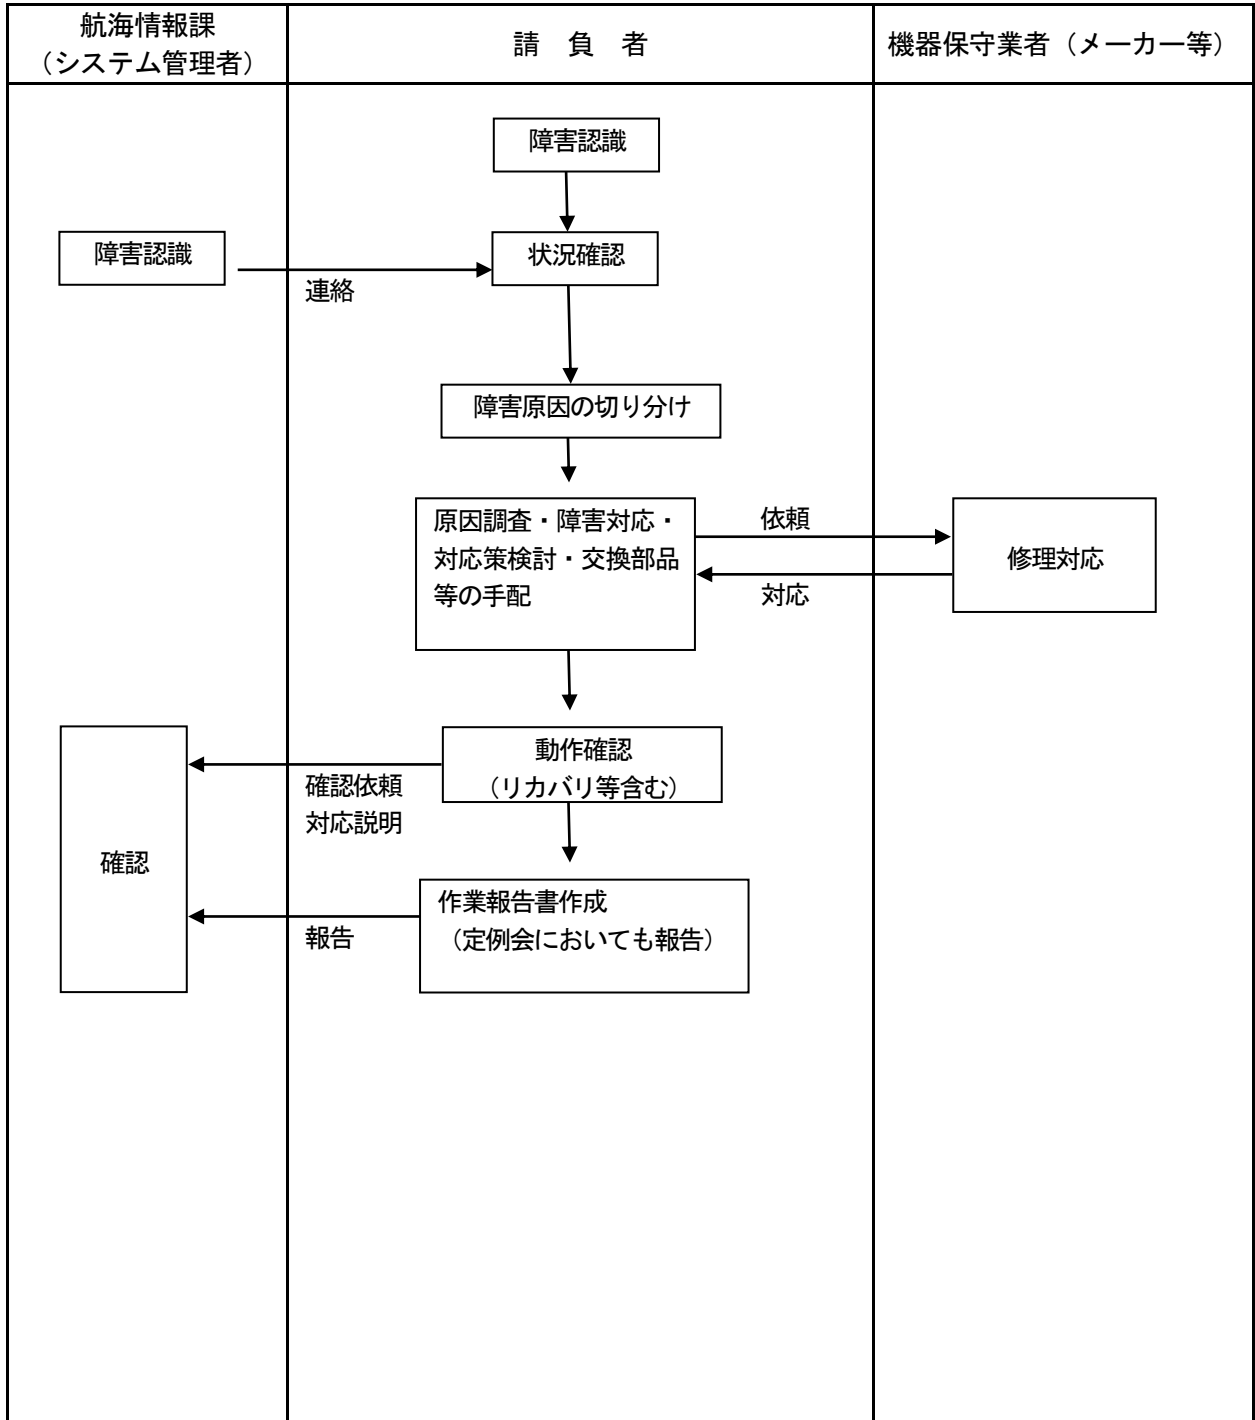 航海情報課
（システム管理者）
請　負　者
機器保守業者（メーカー等）
障害認識
障害認識
状況確認
連絡
障害原因の切り分け
原因調査・障害対応・
対応策検討・交換部品
等の手配
依頼
対応
修理対応
動作確認
（リカバリ等含む）
確認依頼
対応説明
確認
作業報告書作成
（定例会においても報告）
報告